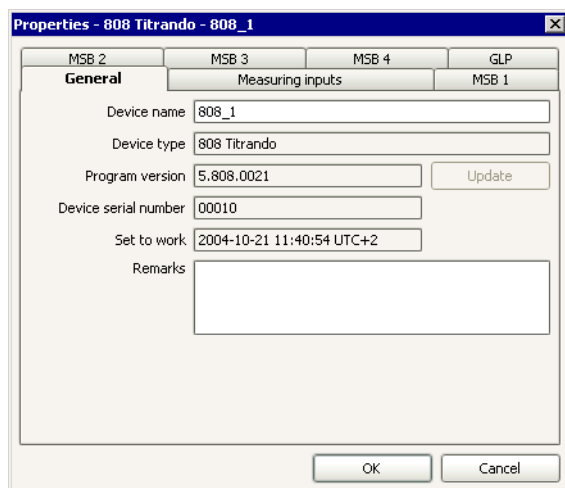 Properties - 808 Titrando - 808_1
MSB 2 MSB 3 MSB 4 GLP
General Measuring inputs MSB 1
Device name 808_1
Device type 808 Titrando
Program version 5.808.0021 Update
Device serial number 00010
Set to work 2004-10-21 11:40:54 UTC+2
Remarks
OK Cancel